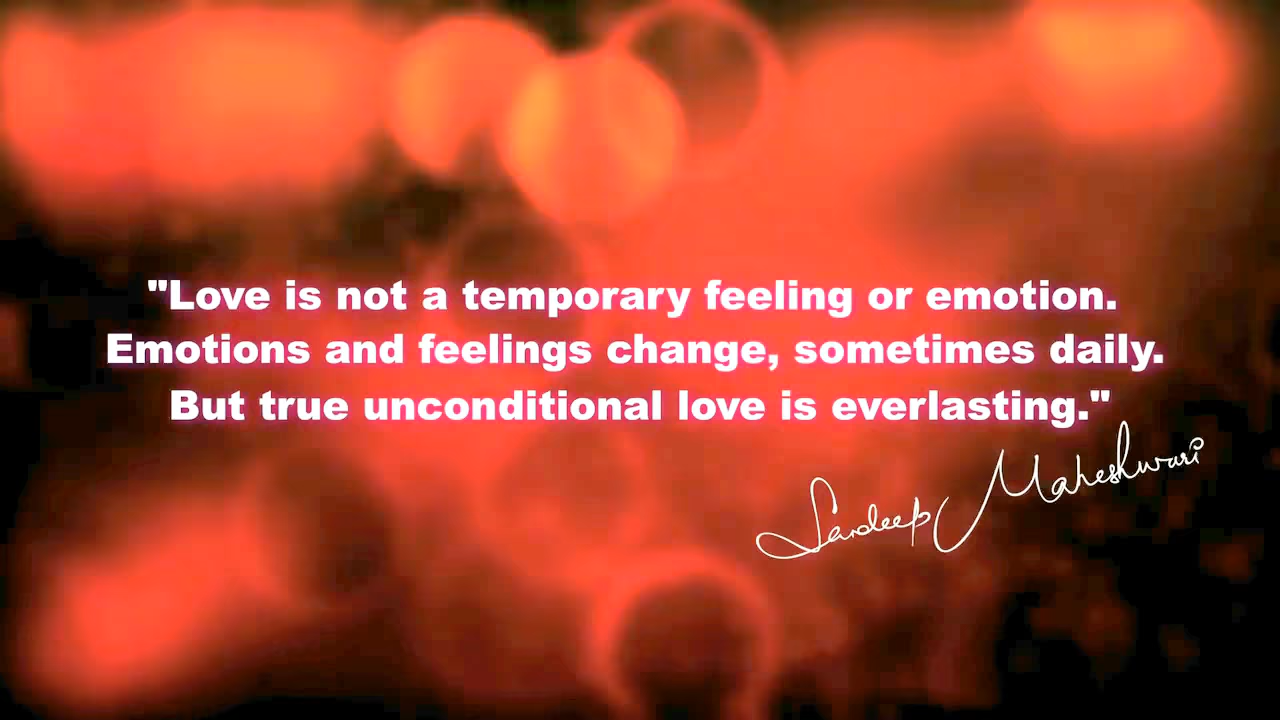 "Love is not a temporary feeling or emotion.
Emotions and feelings change, sometimes daily.
But true unconditional love is everlasting."
Sandeep Maheshwari